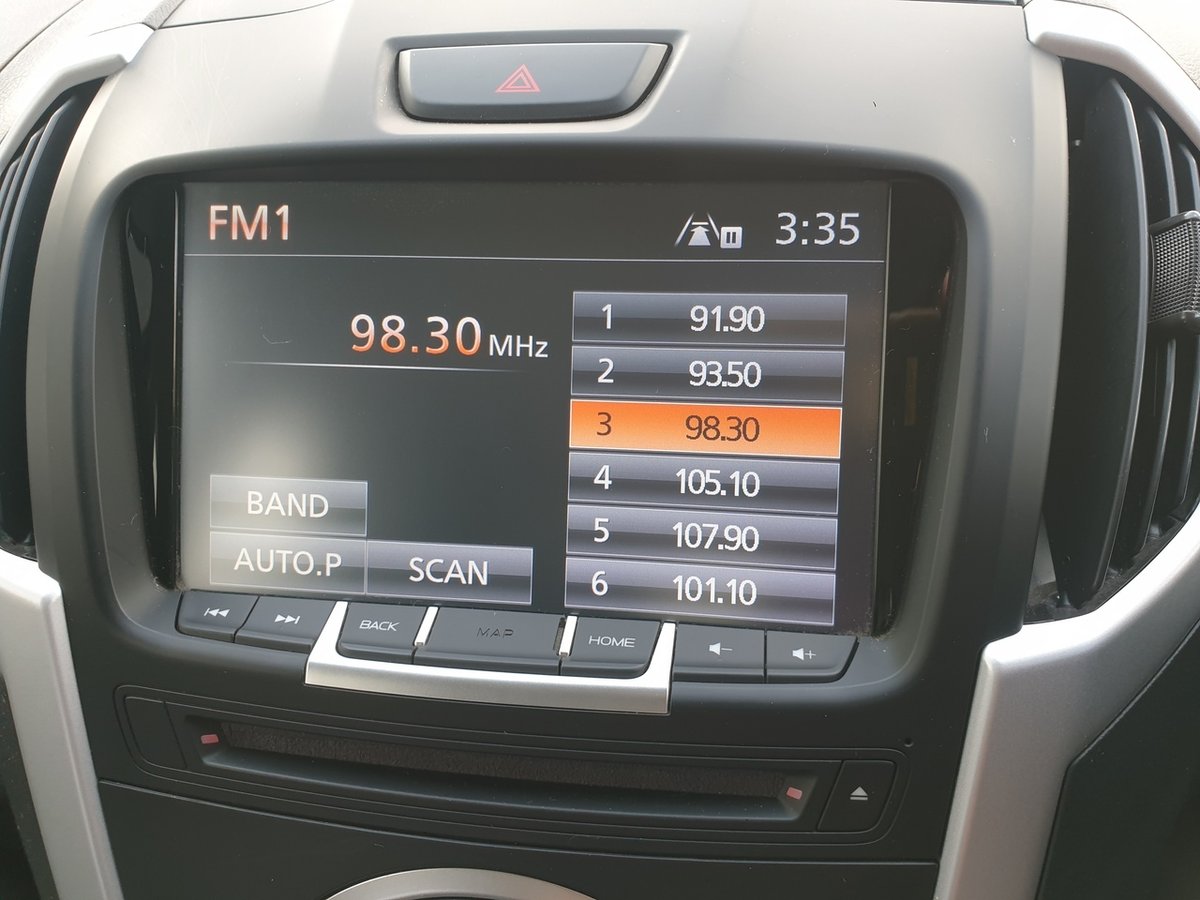 FM1 3:35
98.30 MHz
1 91.90
2 93.50
3 98.30
4 105.10
5 107.90
6 101.10
BAND
AUTO.P SCAN
BACK MAP HOME